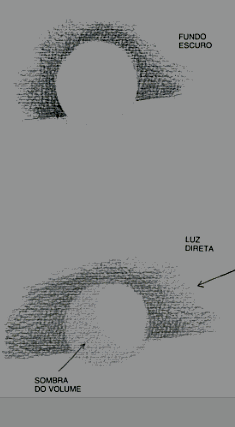 FUNDO
ESCURO
LUZ
DIRETA
SOMBRA
DO VOLUME